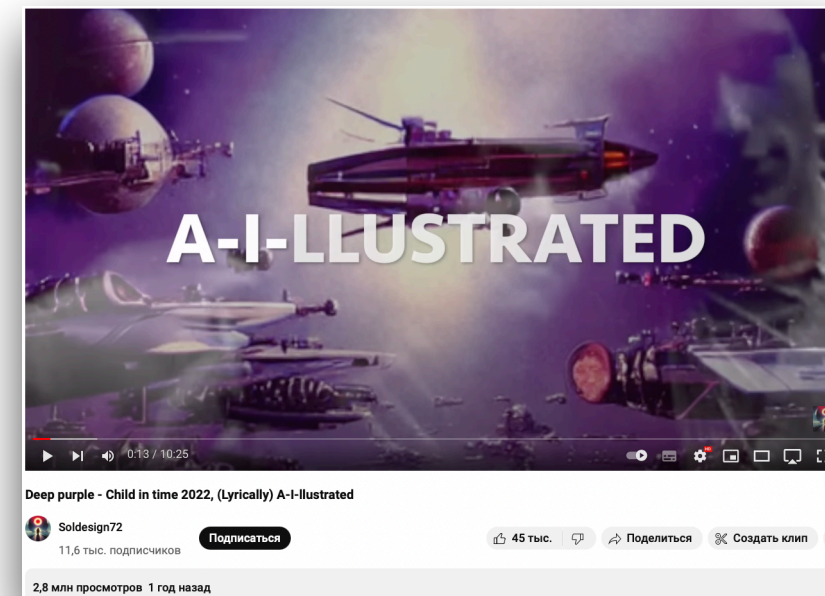 A-I-LLUSTRATED
0:13 / 10:25
HD
Deep purple - Child in time 2022, (Lyrically) A-I-llustrated
Soldesign72
11,6 тыс. подписчиков
Подписаться
45 тыс.
Поделиться
Создать клип
2,8 млн просмотров 1 год назад